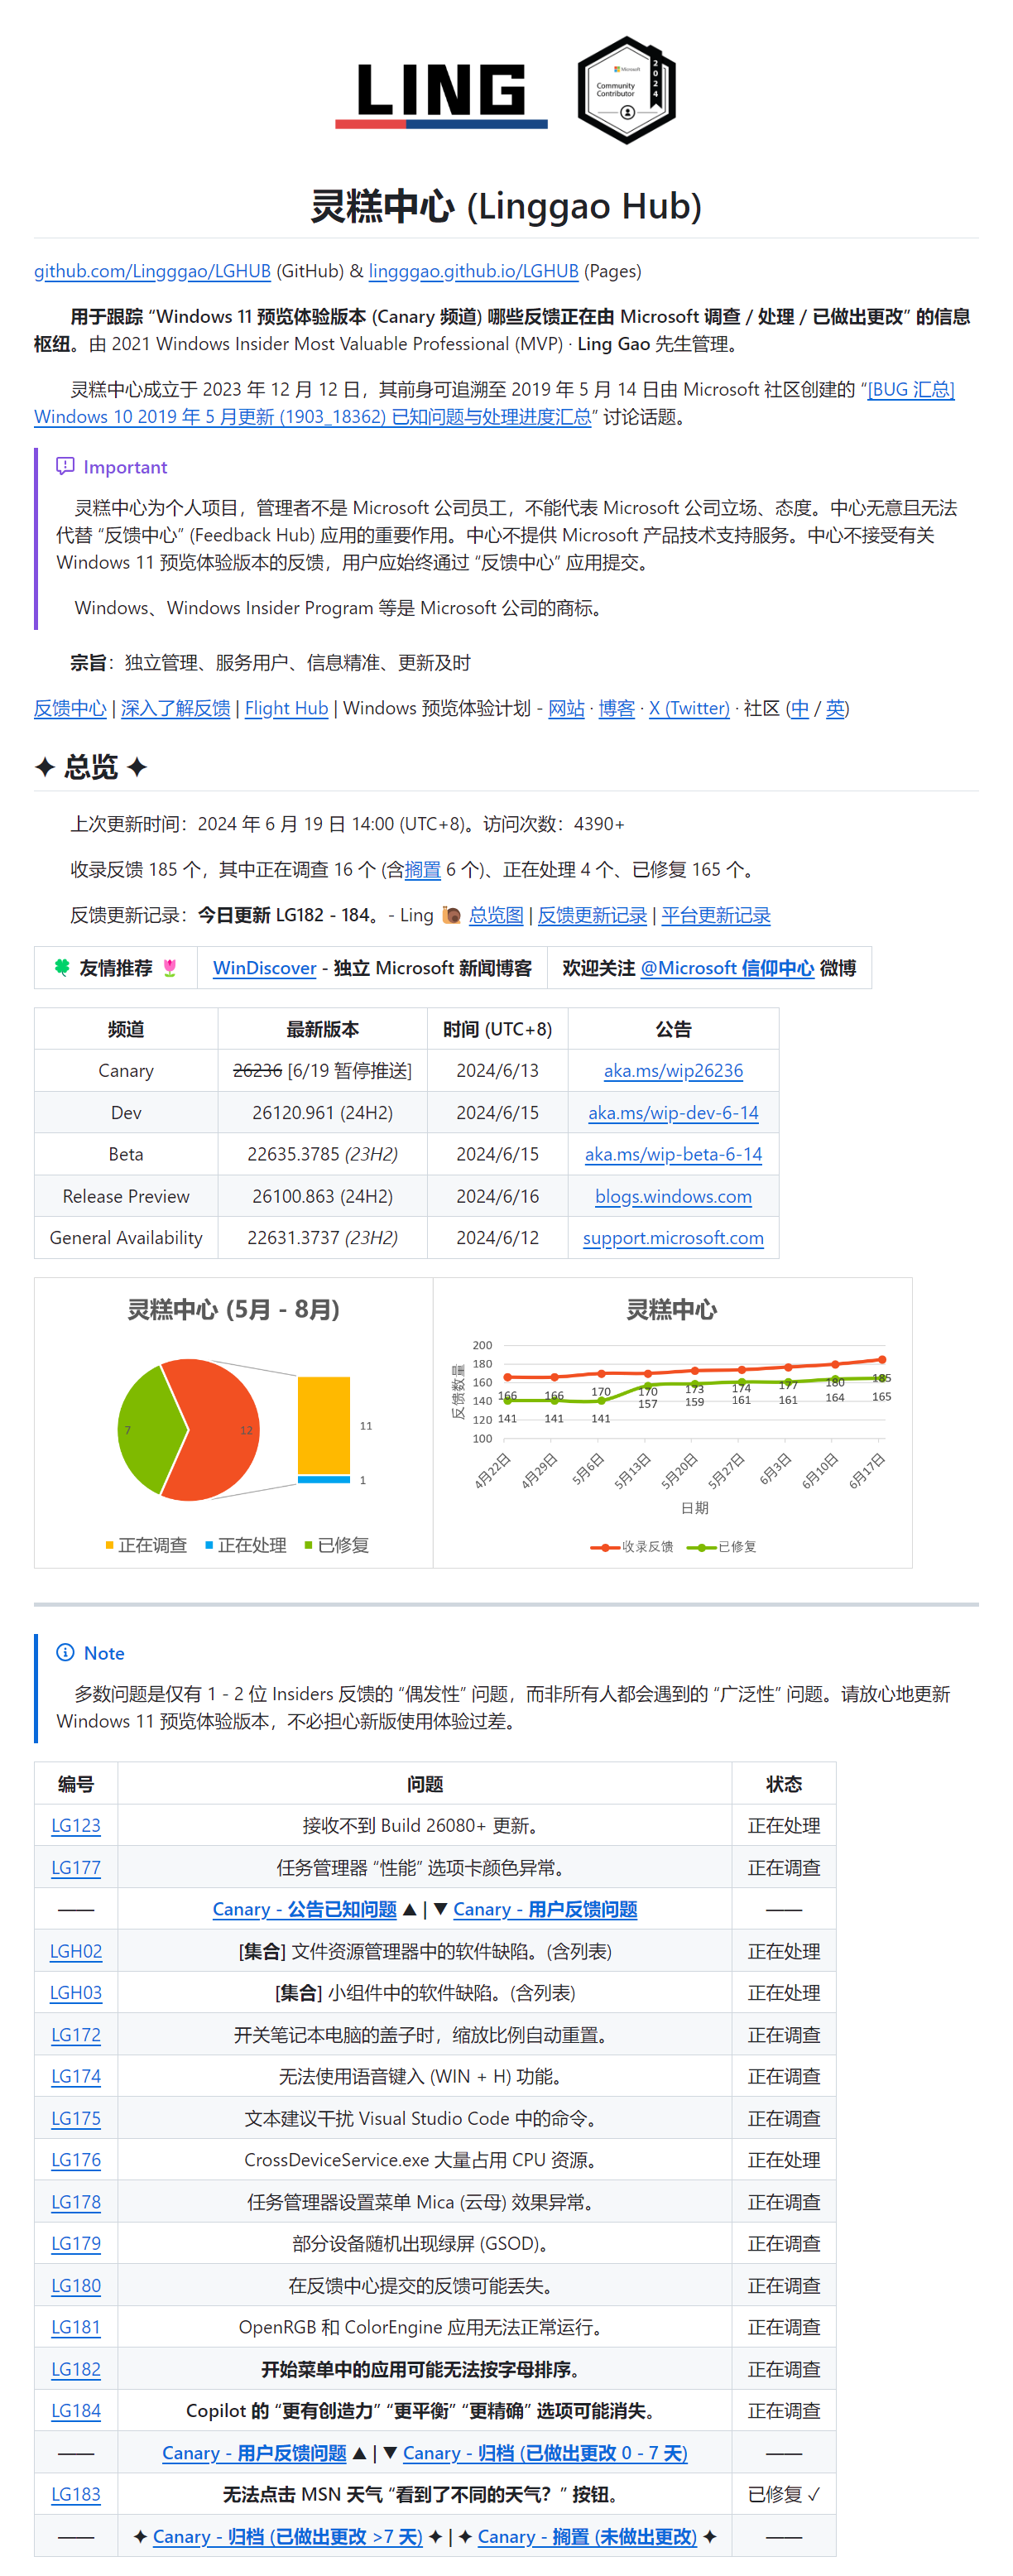 LING
Microsoft
Community
Contributor
2024
灵糕中心 (Linggao Hub)
github.com/Lingggao/LGHUB (GitHub) & lingggao.github.io/LGHUB (Pages)
用于跟踪 “Windows 11 预览体验版本 (Canary 频道) 哪些反馈正在由 Microsoft 调查 / 处理 / 已做出更改” 的信息
枢纽。由 2021 Windows Insider Most Valuable Professional (MVP) · Ling Gao 先生管理。
灵糕中心成立于 2023 年 12 月 12 日，其前身可追溯至 2019 年 5 月 14 日由 Microsoft 社区创建的 “[BUG 汇总]
Windows 10 2019 年 5 月更新 (1903_18362) 已知问题与处理进度汇总” 讨论话题。
Important
灵糕中心为个人项目，管理者不是 Microsoft 公司员工，不能代表 Microsoft 公司立场、态度。中心无意且无法
代替 “反馈中心” (Feedback Hub) 应用的重要作用。中心不提供 Microsoft 产品技术支持服务。中心不接受有关
Windows 11 预览体验版本的反馈，用户应始终通过 “反馈中心” 应用提交。
Windows、Windows Insider Program 等是 Microsoft 公司的商标。
宗旨：独立管理、服务用户、信息精准、更新及时
反馈中心 | 深入了解反馈 | Flight Hub | Windows 预览体验计划 - 网站 · 博客 · X (Twitter) · 社区 (中 / 英)
✦ 总览 ✦
上次更新时间：2024 年 6 月 19 日 14:00 (UTC+8)。访问次数：4390+
收录反馈 185 个，其中正在调查 16 个 (含搁置 6 个)、正在处理 4 个、已修复 165 个。
反馈更新记录：今日更新 LG182 - 184。- Ling 总览图 | 反馈更新记录 | 平台更新记录
🍀 友情推荐 🌷 WinDiscover - 独立 Microsoft 新闻博客 欢迎关注 @Microsoft 信仰中心 微博
频道 最新版本 时间 (UTC+8) 公告
Canary 26236 [6/19 暂停推送] 2024/6/13 aka.ms/wip26236
Dev 26120.961 (24H2) 2024/6/15 aka.ms/wip-dev-6-14
Beta 22635.3785 (23H2) 2024/6/15 aka.ms/wip-beta-6-14
Release Preview 26100.863 (24H2) 2024/6/16 blogs.windows.com
General Availability 22631.3737 (23H2) 2024/6/12 support.microsoft.com
灵糕中心 (5月 - 8月)
7 12 11
1
正在调查 正在处理 已修复
灵糕中心
反馈数量
200
180
160
140
120
100
166 166 170 170 173 174 177 180 185
141 141 141 157 159 161 161 164 165
4月22日 4月29日 5月6日 5月13日 5月20日 5月27日 6月3日 6月10日 6月17日
日期
收录反馈 已修复
Note
多数问题是仅有 1 - 2 位 Insiders 反馈的 “偶发性” 问题，而非所有人都会遇到的 “广泛性” 问题。请放心地更新
Windows 11 预览体验版本，不必担心新版使用体验过差。
编号 问题 状态
LG123 接收不到 Build 26080+ 更新。 正在处理
LG177 任务管理器 “性能” 选项卡颜色异常。 正在调查
—— Canary - 公告已知问题 ▲ | ▼ Canary - 用户反馈问题 ——
LGH02 [集合] 文件资源管理器中的软件缺陷。(含列表) 正在处理
LGH03 [集合] 小组件中的软件缺陷。(含列表) 正在处理
LG172 开关笔记本电脑的盖子时，缩放比例自动重置。 正在调查
LG174 无法使用语音键入 (WIN + H) 功能。 正在调查
LG175 文本建议干扰 Visual Studio Code 中的命令。 正在调查
LG176 CrossDeviceService.exe 大量占用 CPU 资源。 正在处理
LG178 任务管理器设置菜单 Mica (云母) 效果异常。 正在调查
LG179 部分设备随机出现绿屏 (GSOD)。 正在调查
LG180 在反馈中心提交的反馈可能丢失。 正在调查
LG181 OpenRGB 和 ColorEngine 应用无法正常运行。 正在调查
LG182 开始菜单中的应用可能无法按字母排序。 正在调查
LG184 Copilot 的 “更有创造力” “更平衡” “更精确” 选项可能消失。 正在调查
—— Canary - 用户反馈问题 ▲ | ▼ Canary - 归档 (已做出更改 0 - 7 天) ——
LG183 无法点击 MSN 天气 “看到了不同的天气？” 按钮。 已修复 ✓
—— ✦ Canary - 归档 (已做出更改 >7 天) ✦ | ✦ Canary - 搁置 (未做出更改) ✦ ——